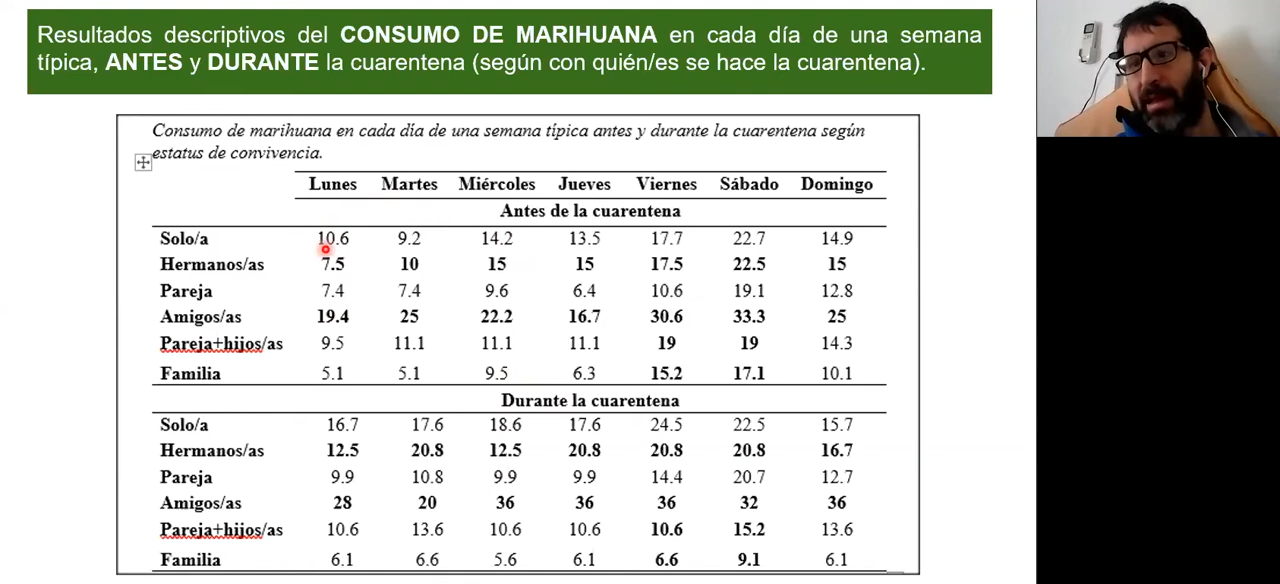 Resultados descriptivos del CONSUMO DE MARIHUANA en cada día de una semana
típica, ANTES y DURANTE la cuarentena (según con quién/es se hace la cuarentena).
Consumo de marihuana en cada día de una semana típica antes y durante la cuarentena según
estatus de convivencia.
Lunes Martes Miércoles Jueves Viernes Sábado Domingo
Antes de la cuarentena
Solo/a 10.6 9.2 14.2 13.5 17.7 22.7 14.9
Hermanos/as 7.5 10 15 15 17.5 22.5 15
Pareja 7.4 7.4 9.6 6.4 10.6 19.1 12.8
Amigos/as 19.4 25 22.2 16.7 30.6 33.3 25
Pareja+hijos/as 9.5 11.1 11.1 11.1 19 19 14.3
Familia 5.1 5.1 9.5 6.3 15.2 17.1 10.1
Durante la cuarentena
Solo/a 16.7 17.6 18.6 17.6 24.5 22.5 15.7
Hermanos/as 12.5 20.8 12.5 20.8 20.8 20.8 16.7
Pareja 9.9 10.8 9.9 9.9 14.4 20.7 12.7
Amigos/as 28 20 36 36 36 32 36
Pareja+hijos/as 10.6 13.6 10.6 10.6 10.6 15.2 13.6
Familia 6.1 6.6 5.6 6.1 6.6 9.1 6.1